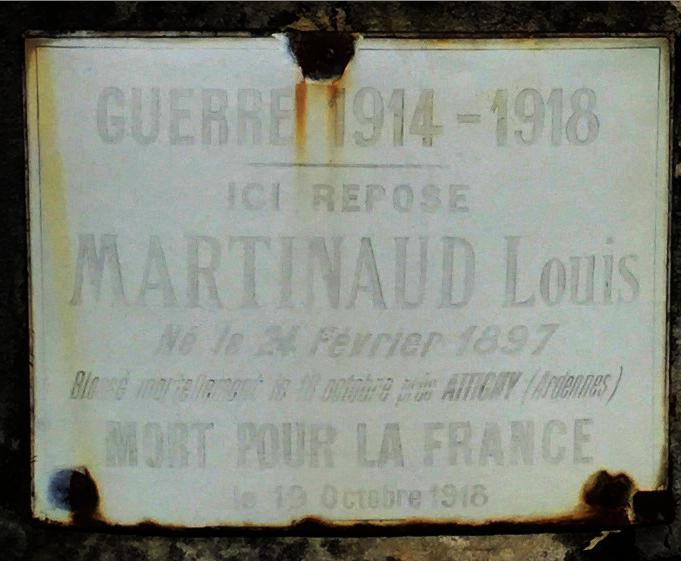 GUERRE 1914-1918
ICI REPOSE
MARTINAUD Louis
Né le 24 Février 1897
Blessé mortellement le 18 octobre près ATTIGNY (Ardennes)
MORT POUR LA FRANCE
le 19 Octobre 1918